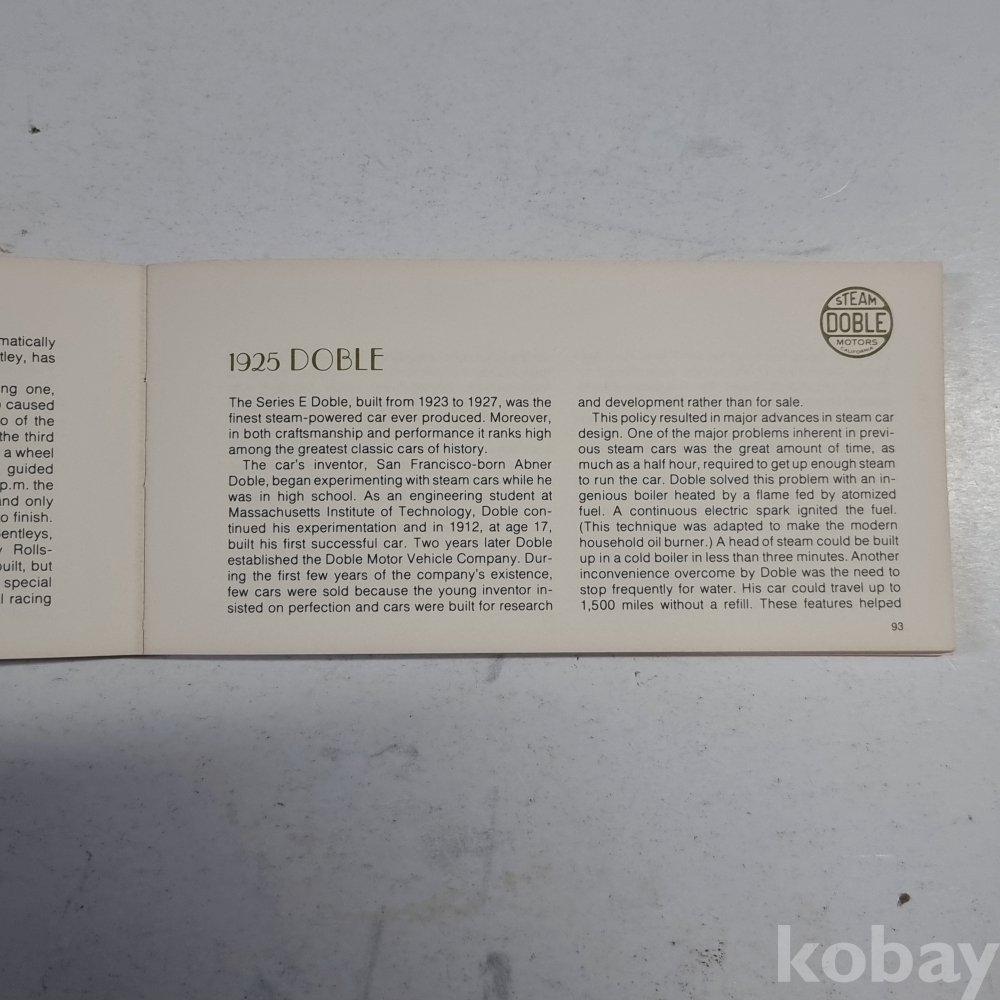 matically
tley, has
ng one,
caused
o of the
the third
a wheel
guided
p.m. the
nd only
o finish.
Bentleys,
Rolls-
built, but
special
l racing
STEAM
DOBLE
MOTORS
CALIFORNIA
1925 DOBLE
The Series E Doble, built from 1923 to 1927, was the
finest steam-powered car ever produced. Moreover,
in both craftsmanship and performance it ranks high
among the greatest classic cars of history.
The car's inventor, San Francisco-born Abner
Doble, began experimenting with steam cars while he
was in high school. As an engineering student at
Massachusetts Institute of Technology, Doble con-
tinued his experimentation and in 1912, at age 17,
built his first successful car. Two years later Doble
established the Doble Motor Vehicle Company. Dur-
ing the first few years of the company's existence,
few cars were sold because the young inventor in-
sisted on perfection and cars were built for research
and development rather than for sale.
This policy resulted in major advances in steam car
design. One of the major problems inherent in previ-
ous steam cars was the great amount of time, as
much as a half hour, required to get up enough steam
to run the car. Doble solved this problem with an in-
genious boiler heated by a flame fed by atomized
fuel. A continuous electric spark ignited the fuel.
(This technique was adapted to make the modern
household oil burner.) A head of steam could be built
up in a cold boiler in less than three minutes. Another
inconvenience overcome by Doble was the need to
stop frequently for water. His car could travel up to
1,500 miles without a refill. These features helped
93
kobay